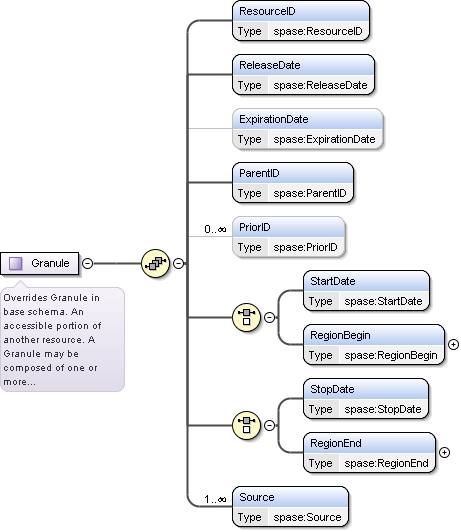 ResourceID
Type spase:ResourceID
ReleaseDate
Type spase:ReleaseDate
ExpirationDate
Type spase:ExpirationDate
ParentID
Type spase:ParentID
0..∞
PriorID
Type spase:PriorID
Granule
Overrides Granule in
base schema. An
accessible portion of
another resource. A
Granule may be
composed of one or
more...
StartDate
Type spase:StartDate
RegionBegin
Type spase:RegionBegin
StopDate
Type spase:StopDate
RegionEnd
Type spase:RegionEnd
1..∞
Source
Type spase:Source